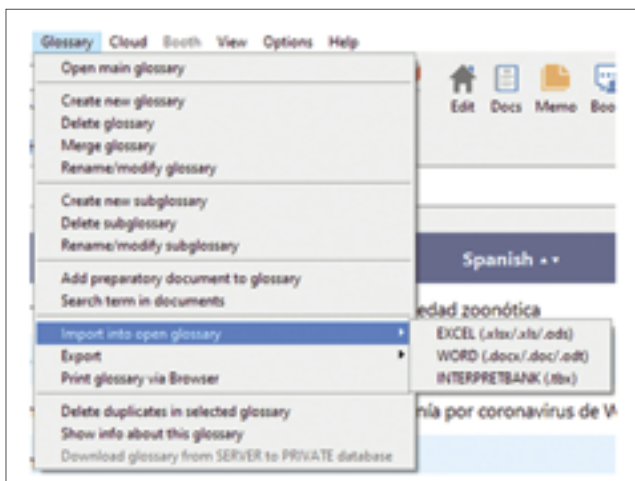 Glossary Cloud Booth View Options Help
Open main glossary
Create new glossary
Delete glossary
Merge glossary
Rename/modify glossary
Create new subglossary
Delete subglossary
Rename/modify subglossary
Add preparatory document to glossary
Search term in documents
Import into open glossary
Export
Print glossary via Browser
Delete duplicates in selected glossary
Show info about this glossary
Download glossary from SERVER to PRIVATE database
EXCEL (.xlsx/.xls/.ods)
WORD (.docx/.doc/.odt)
INTERPRETBANK (.tbx)
Edit Docs Memo Boo
Spanish
edad zoonótica
nía por coronavirus de W